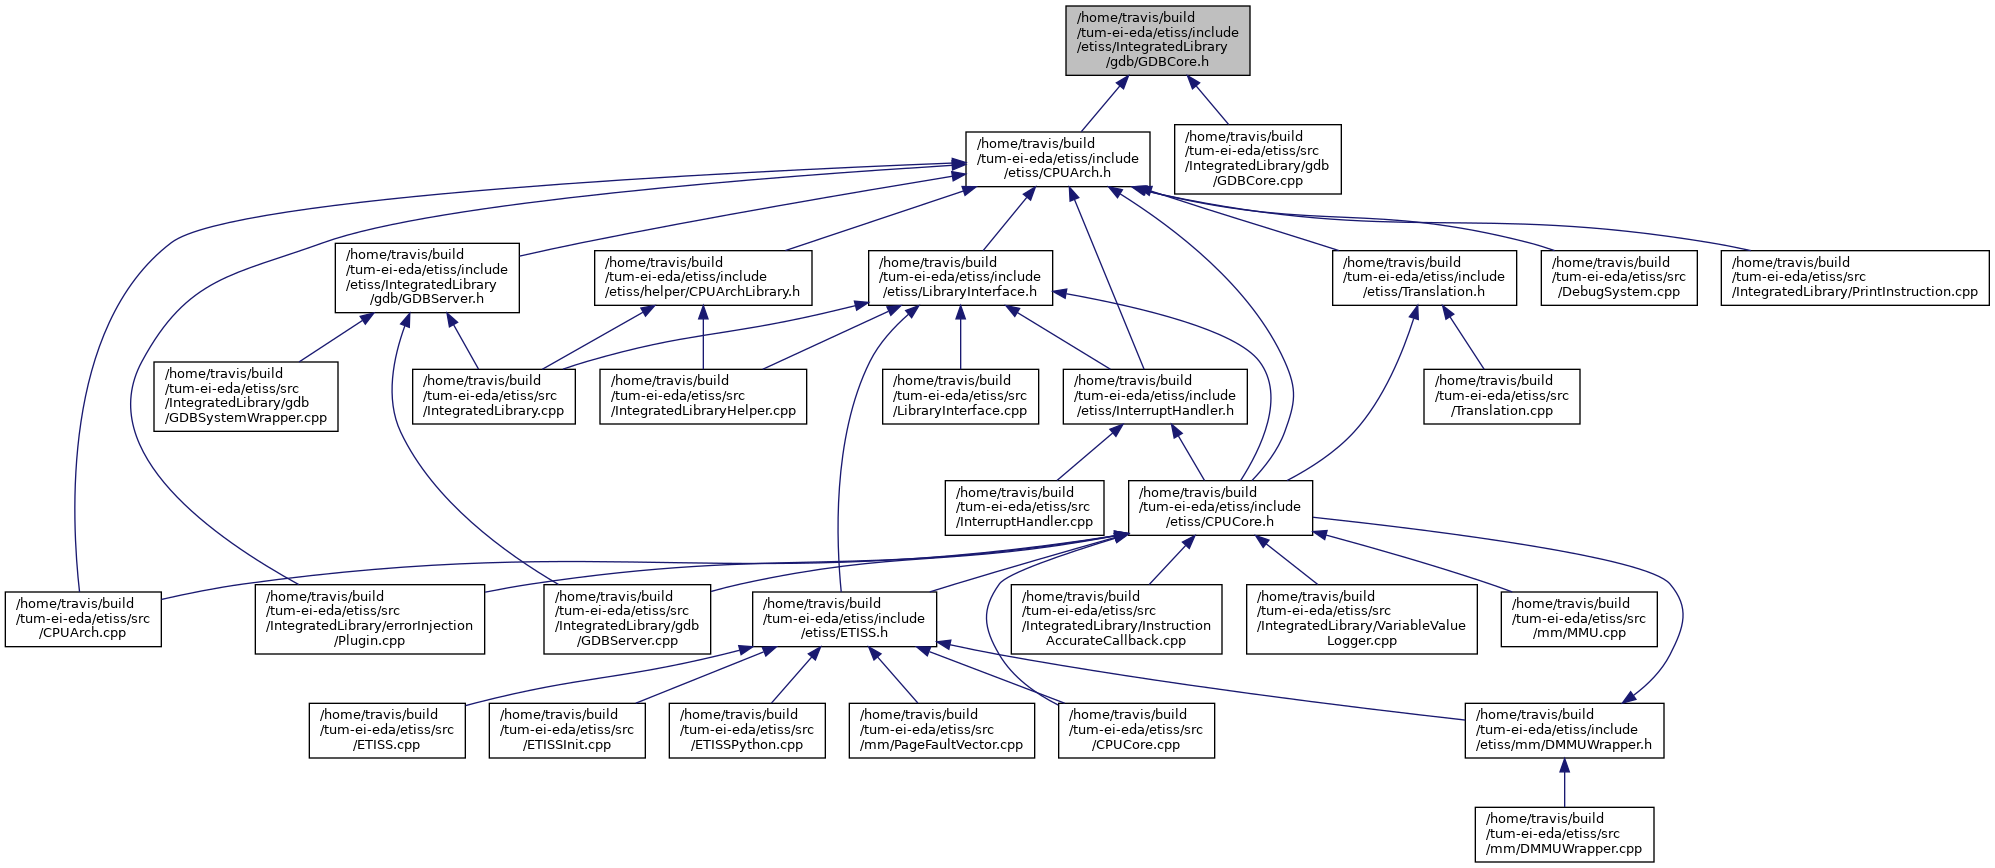 /home/travis/build
/tum-ei-eda/etiss/include
/etiss/IntegratedLibrary
/gdb/GDBCore.h
/home/travis/build
/tum-ei-eda/etiss/include
/etiss/CPUArch.h
/home/travis/build
/tum-ei-eda/etiss/src
/IntegratedLibrary/gdb
/GDBCore.cpp
/home/travis/build
/tum-ei-eda/etiss/include
/etiss/IntegratedLibrary
/gdb/GDBServer.h
/home/travis/build
/tum-ei-eda/etiss/include
/etiss/helper/CPUArchLibrary.h
/home/travis/build
/tum-ei-eda/etiss/include
/etiss/LibraryInterface.h
/home/travis/build
/tum-ei-eda/etiss/include
/etiss/Translation.h
/home/travis/build
/tum-ei-eda/etiss/src
/DebugSystem.cpp
/home/travis/build
/tum-ei-eda/etiss/src
/IntegratedLibrary/PrintInstruction.cpp
/home/travis/build
/tum-ei-eda/etiss/src
/IntegratedLibrary/gdb
/GDBSystemWrapper.cpp
/home/travis/build
/tum-ei-eda/etiss/src
/IntegratedLibrary.cpp
/home/travis/build
/tum-ei-eda/etiss/src
/IntegratedLibraryHelper.cpp
/home/travis/build
/tum-ei-eda/etiss/src
/LibraryInterface.cpp
/home/travis/build
/tum-ei-eda/etiss/include
/etiss/InterruptHandler.h
/home/travis/build
/tum-ei-eda/etiss/src
/Translation.cpp
/home/travis/build
/tum-ei-eda/etiss/src
/InterruptHandler.cpp
/home/travis/build
/tum-ei-eda/etiss/include
/etiss/CPUCore.h
/home/travis/build
/tum-ei-eda/etiss/src
/CPUArch.cpp
/home/travis/build
/tum-ei-eda/etiss/src
/IntegratedLibrary/errorInjection
/Plugin.cpp
/home/travis/build
/tum-ei-eda/etiss/src
/IntegratedLibrary/gdb
/GDBServer.cpp
/home/travis/build
/tum-ei-eda/etiss/include
/etiss/ETISS.h
/home/travis/build
/tum-ei-eda/etiss/src
/IntegratedLibrary/Instruction
AccurateCallback.cpp
/home/travis/build
/tum-ei-eda/etiss/src
/IntegratedLibrary/VariableValue
Logger.cpp
/home/travis/build
/tum-ei-eda/etiss/src
/mm/MMU.cpp
/home/travis/build
/tum-ei-eda/etiss/src
/ETISS.cpp
/home/travis/build
/tum-ei-eda/etiss/src
/ETISSInit.cpp
/home/travis/build
/tum-ei-eda/etiss/src
/ETISSPython.cpp
/home/travis/build
/tum-ei-eda/etiss/src
/mm/PageFaultVector.cpp
/home/travis/build
/tum-ei-eda/etiss/src
/CPUCore.cpp
/home/travis/build
/tum-ei-eda/etiss/include
/etiss/mm/DMMUWrapper.h
/home/travis/build
/tum-ei-eda/etiss/src
/mm/DMMUWrapper.cpp